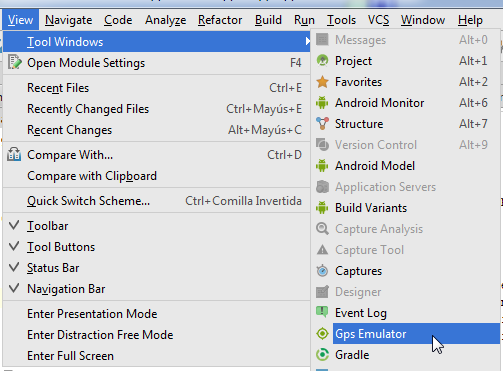 View Navigate Code Analyze Refactor Build Run Tools VCS Window Help
Tool Windows
Open Module Settings F4
Recent Files Ctrl+E
Recently Changed Files Ctrl+Mayús+E
Recent Changes Alt+Mayús+C
Compare With... Ctrl+D
Compare with Clipboard
Quick Switch Scheme... Ctrl+Comilla Invertida
Toolbar
Tool Buttons
Status Bar
Navigation Bar
Enter Presentation Mode
Enter Distraction Free Mode
Enter Full Screen
Messages Alt+0
Project Alt+1
Favorites Alt+2
Android Monitor Alt+6
Structure Alt+7
Version Control Alt+9
Android Model
Application Servers
Build Variants
Capture Analysis
Capture Tool
Captures
Designer
Event Log
Gps Emulator
Gradle